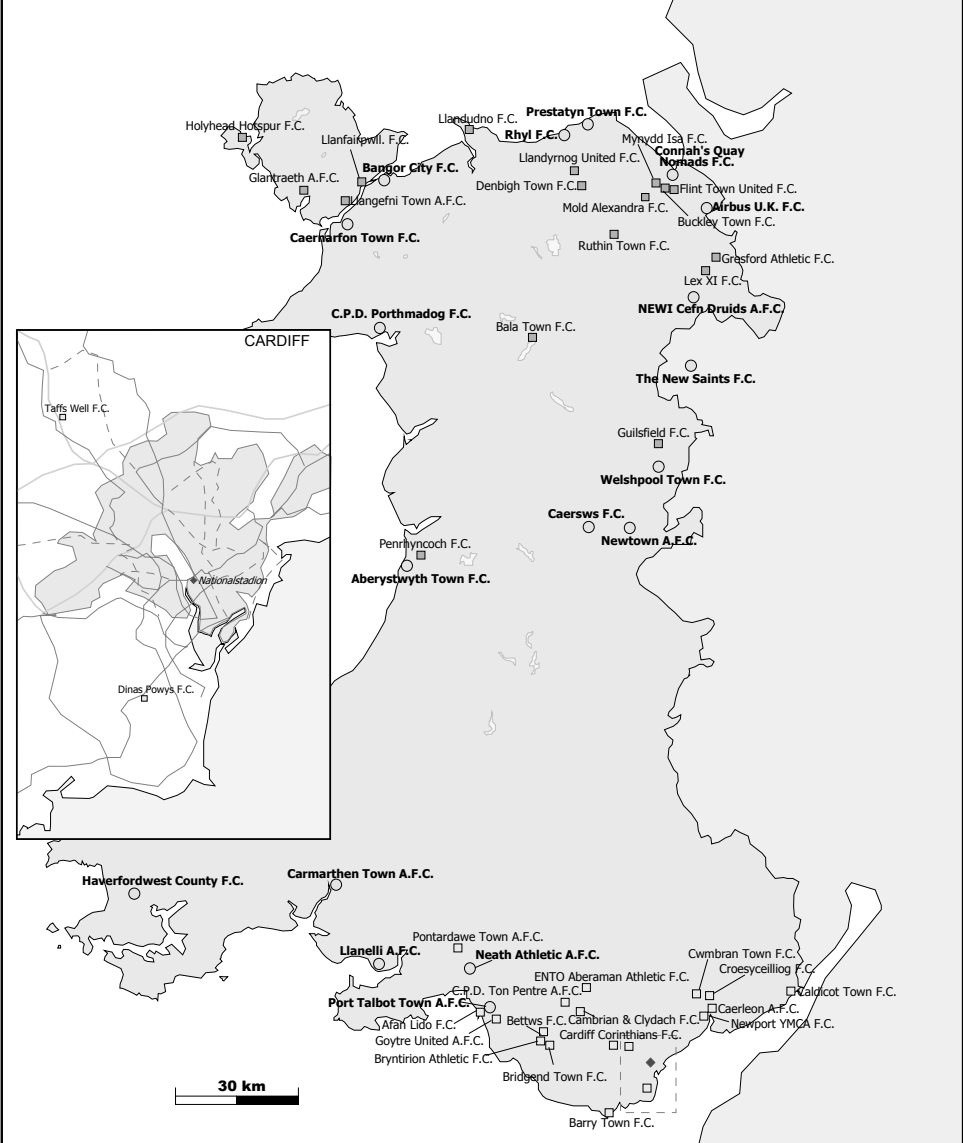 Prestatyn Town F.C.
Llandudno F.C.
Holyhead Hotspur F.C.
Rhyl F.C.
Mynydd Isa F.C.
Llanfairpwll. F.C.
Connah's Quay
Nomads F.C.
Llandyrnog United F.C.
Bangor City F.C.
Glantraeth A.F.C.
Denbigh Town F.C.
Flint Town United F.C.
Llangefni Town A.F.C.
Mold Alexandra F.C.
Airbus U.K. F.C.
Buckley Town F.C.
Caernarfon Town F.C.
Ruthin Town F.C.
Gresford Athletic F.C.
Lex XI F.C.
NEWI Cefn Druids A.F.C.
C.P.D. Porthmadog F.C.
Bala Town F.C.
CARDIFF
The New Saints F.C.
Taffs Well F.C.
Guilsfield F.C.
Welshpool Town F.C.
Caersws F.C.
Newtown A.F.C.
Penrhyncoch F.C.
Aberystwyth Town F.C.
Nationalstadion
Dinas Powys F.C.
Carmarthen Town A.F.C.
Haverfordwest County F.C.
Pontardawe Town A.F.C.
Llanelli A.F.C.
Neath Athletic A.F.C.
Cwmbran Town F.C.
Croesyceiliog F.C.
ENTO Aberaman Athletic F.C.
C.P.D. Ton Pentre A.F.C.
Caldicot Town F.C.
Port Talbot Town A.F.C.
Caerleon A.F.C.
Afan Lido F.C.
Bettws F.C.
Cambrian & Clydach F.C.
Newport YMCA F.C.
Goytre United A.F.C.
Cardiff Corinthians F.C.
Bryntirion Athletic F.C.
Bridgend Town F.C.
30 km
Barry Town F.C.